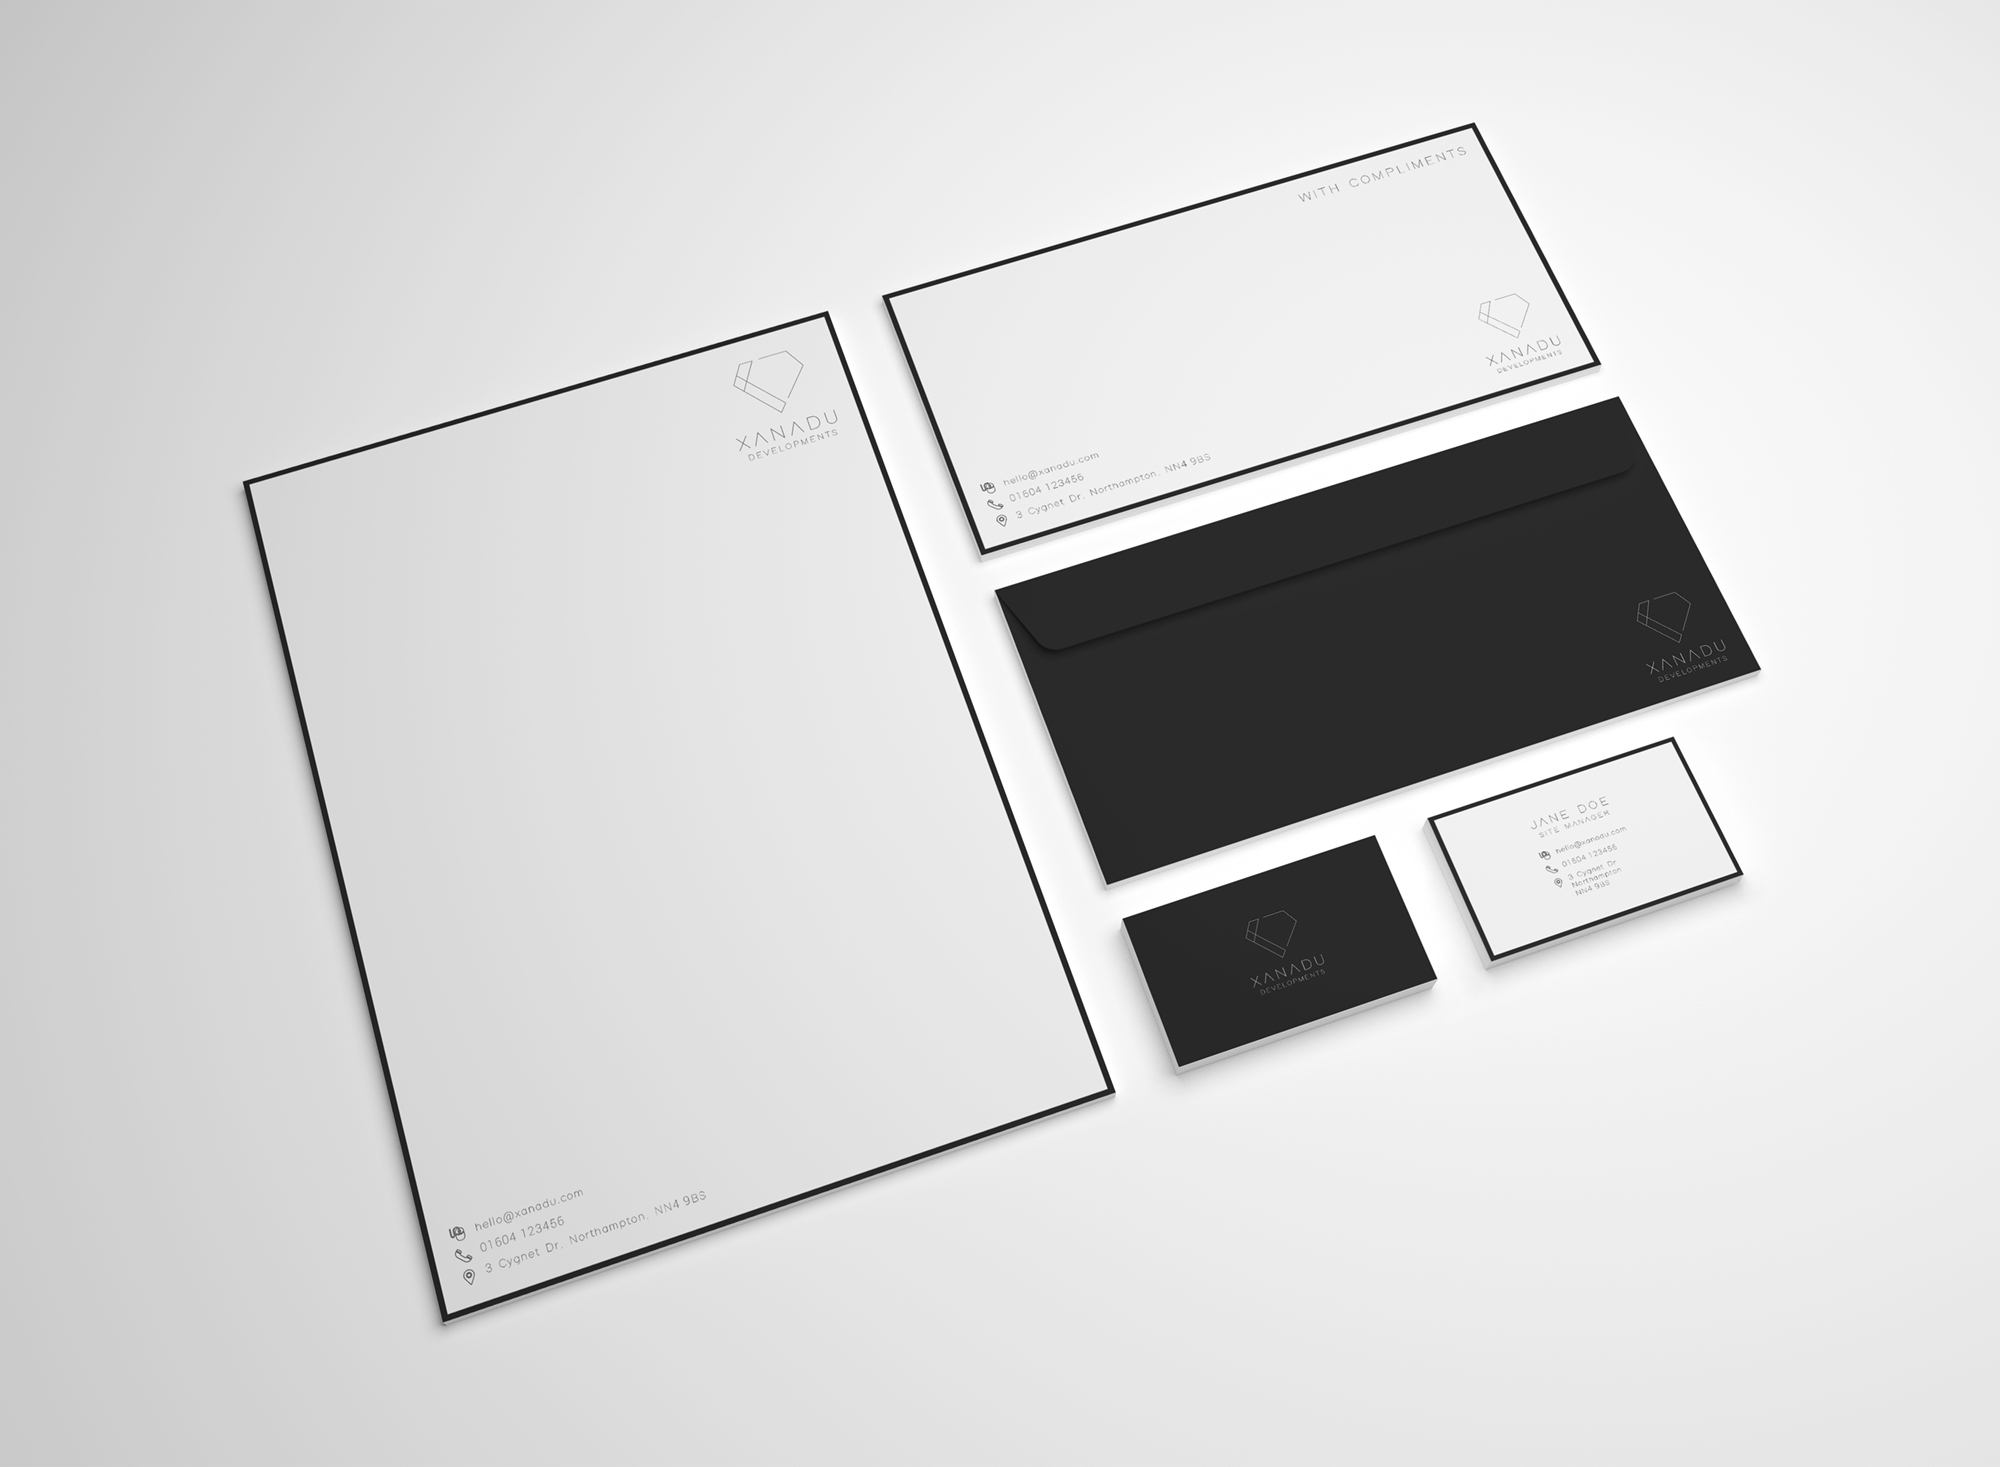 XANADU
DEVELOPMENTS
hello@xanadu.com
01604 123456
3 Cygnet Dr, Northampton, NN4 9BS
WITH COMPLIMENTS
XANADU
DEVELOPMENTS
hello@xanadu.com
01604 123456
3 Cygnet Dr, Northampton, NN4 9BS
XANADU
DEVELOPMENTS
XANADU
DEVELOPMENTS
JANE DOE
SITE MANAGER
hello@xanadu.com
01604 123456
3 Cygnet Dr
Northampton
NN4 9BS